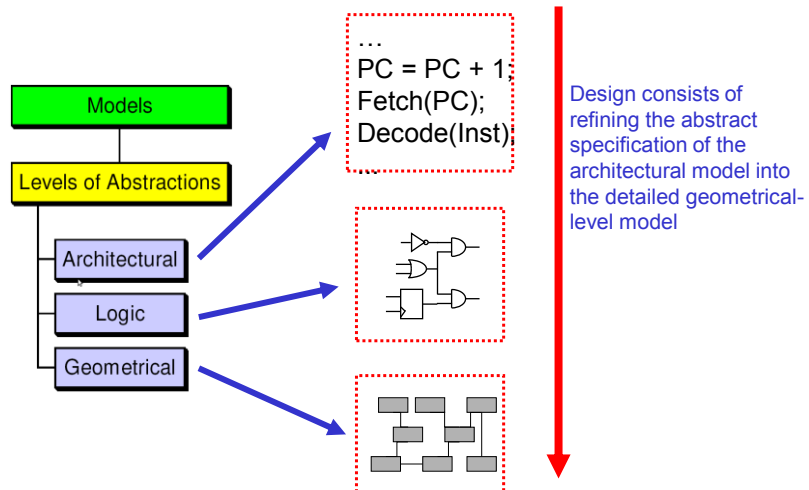 Models
Levels of Abstractions
Architectural
Logic
Geometrical
...
PC = PC + 1;
Fetch(PC);
Decode(Inst);
...
Design consists of
refining the abstract
specification of the
architectural model into
the detailed geometrical-
level model